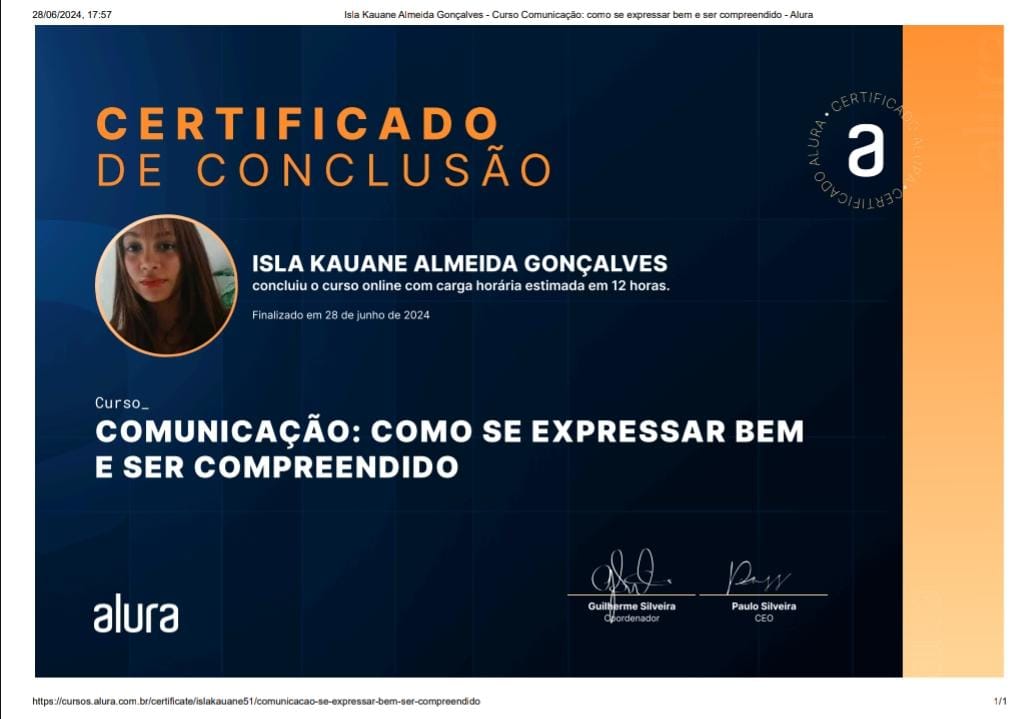 28/06/2024, 17:57
Isla Kauane Almeida Gonçalves - Curso Comunicação: como se expressar bem e ser compreendido - Alura
CERTIFICADO
DE CONCLUSÃO
• CERTIFICADO ALURA • CERTIFICADO ALURA
a
ISLA KAUANE ALMEIDA GONÇALVES
concluiu o curso online com carga horária estimada em 12 horas.
Finalizado em 28 de junho de 2024
Curso_
COMUNICAÇÃO: COMO SE EXPRESSAR BEM
E SER COMPREENDIDO
alura
Guilherme Silveira
Coordenador
Paulo Silveira
CEO
https://cursos.alura.com.br/certificate/islakauane51/comunicacao-se-expressar-bem-ser-compreendido
1/1